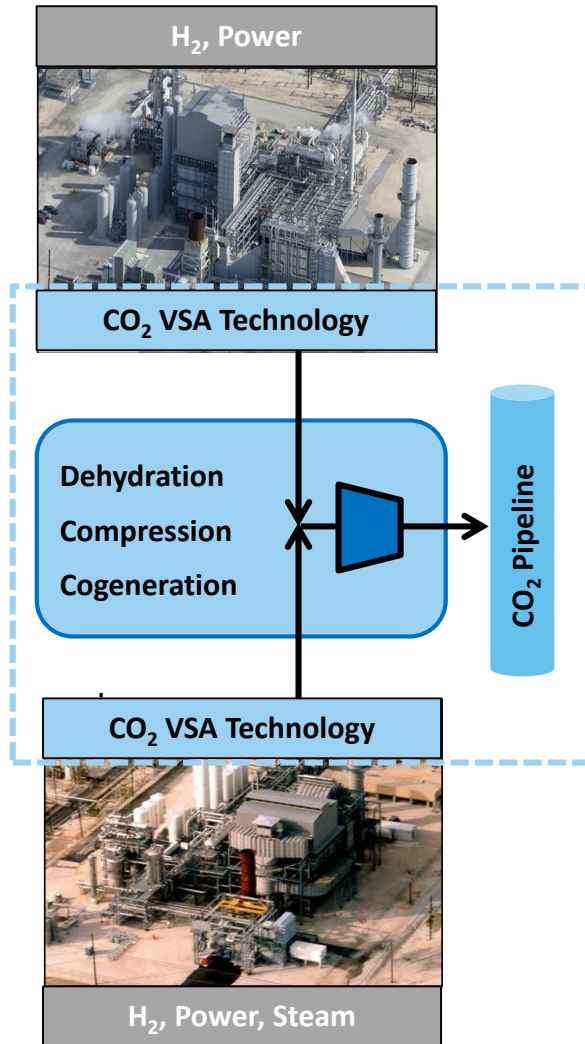 H₂, Power
CO₂ VSA Technology
Dehydration
Compression
Cogeneration
CO₂ Pipeline
CO₂ VSA Technology
H₂, Power, Steam